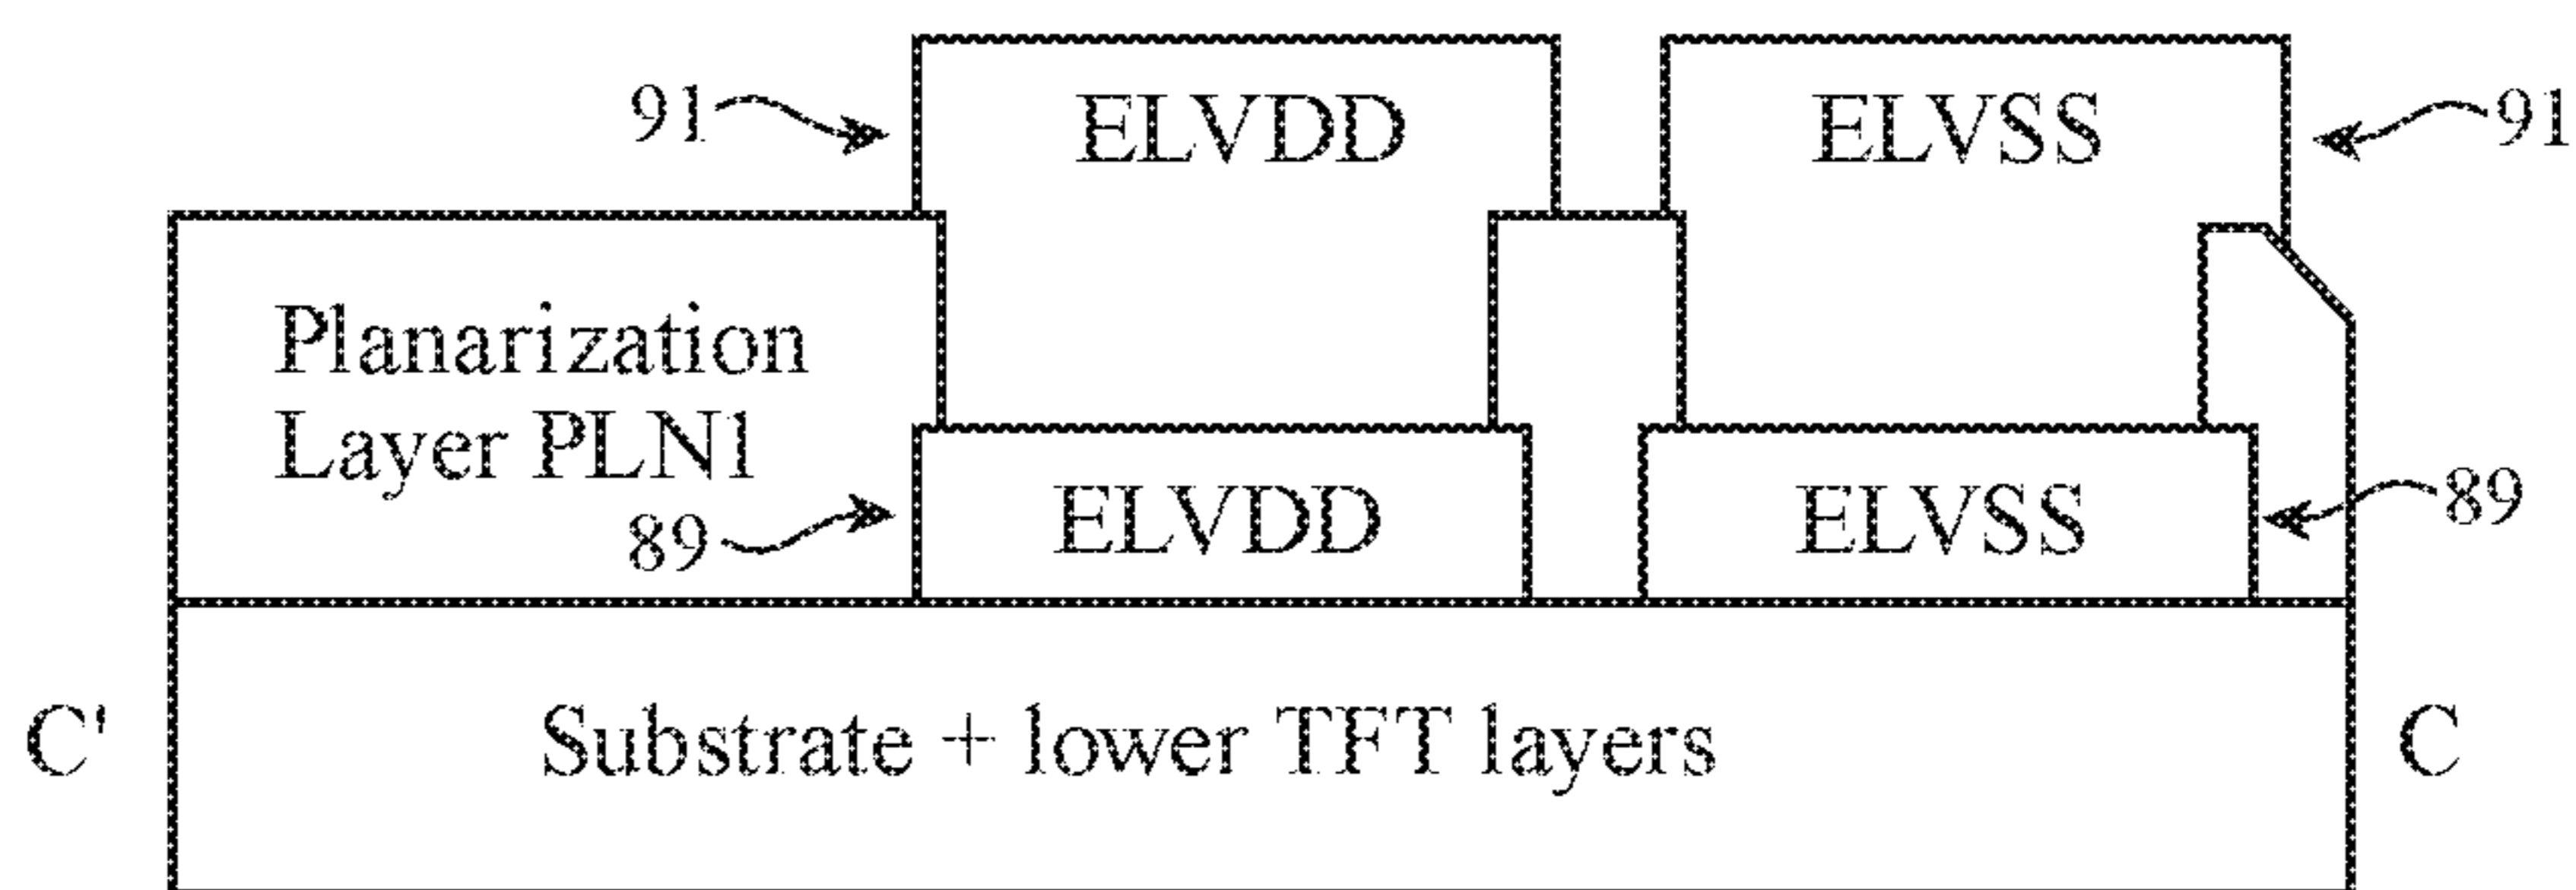 91
ELVDD
ELVSS
91
Planarization
Layer PLN1
89
ELVDD
ELVSS
89
C'
Substrate + lower TFT layers
C